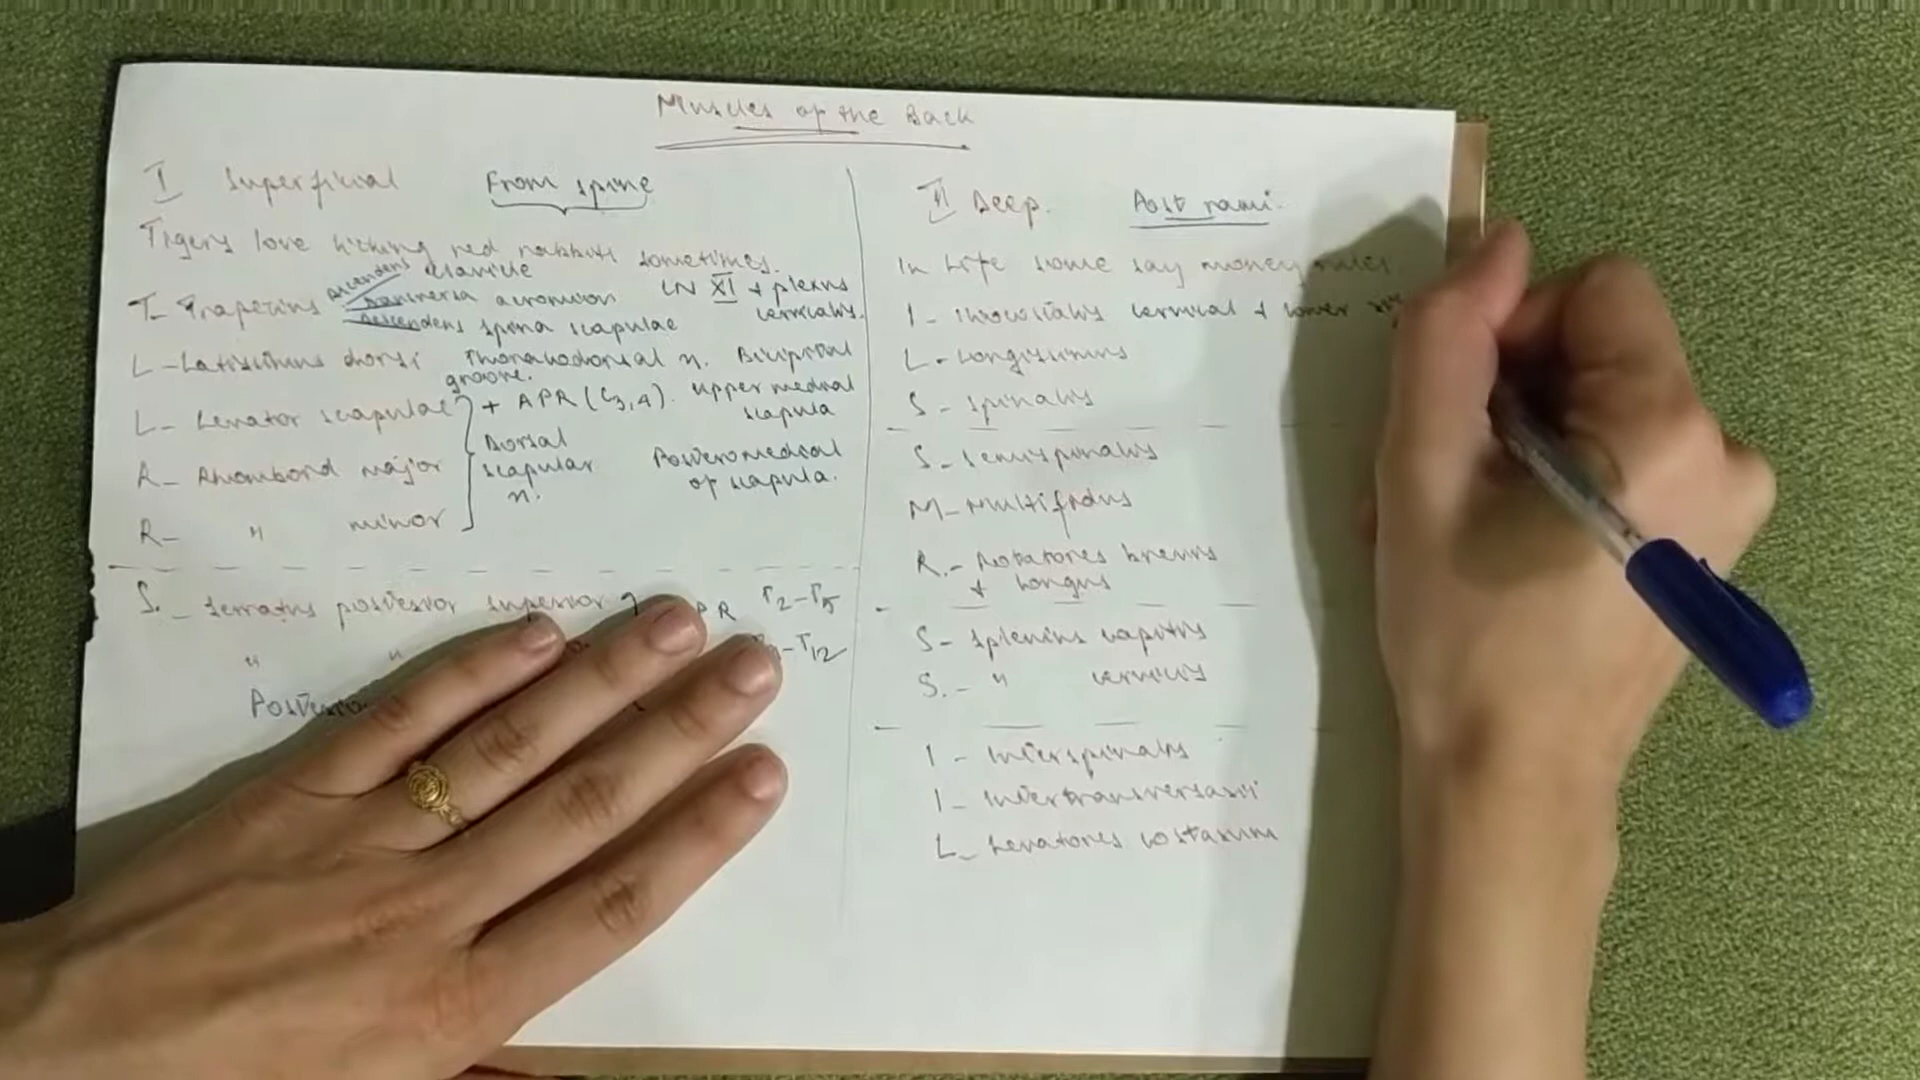 Muscles of the Back
I Superficial From spine
Tigers love kicking red rabbits sometimes.
T- Trapezius ascendens clavicle
transversa acromion CN XI + plexus
descendens spina scapulae cervicalis.
L- Latissimus dorsi Thorakodorsal n. Bicipital
groove.
L- Levator scapulae + APR (C3,4). upper medial
scapula
R- Rhomboid major Dorsal
scapular
n. Posteromedial
of scapula.
R- " minor
S. - serratus posterior superior PR T2-T5
" " -T12
II Deep. Post rami.
In life some say money rules.
I- iliocostalis cervical & lower
L- Longissimus
S- spinalis
S- semispinalis
M- Multifidus
R.- Rotatores brevis
& longus
S- splenius capitis
S.- " cervicis
I- Interspinalis
I- intertransversarii
L- Levatores costarum